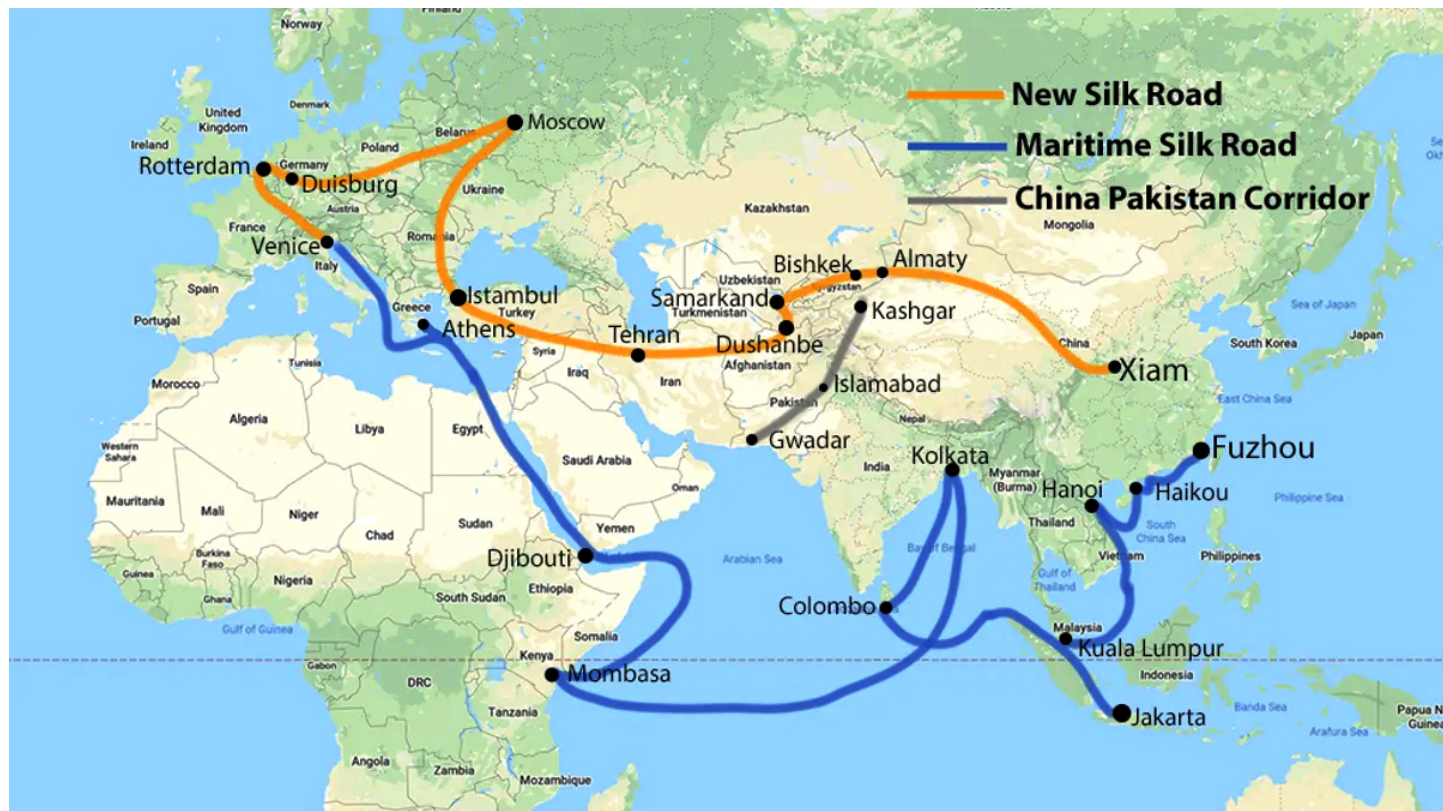 Finland
Norway
New Silk Road
Maritime Silk Road
China Pakistan Corridor
United
Kingdom
Denmark
Ireland
Belarus
Moscow
Poland
Rotterdam
Germany
Duisburg
Ukraine
Austria
France
Romania
Venice
Italy
Kazakhstan
Mongolia
Spain
Portugal
Greece
Athens
Istambul
Turkey
Uzbekistan
Bishkek
Almaty
Kyrgyzstan
Samarkand
Turkmenistan
Kashgar
Dushanbe
Tehran
Syria
Iraq
Iran
Afghanistan
China
Xiam
Sea of Japan
South Korea
Japan
East China Sea
Tunisia
Morocco
Algeria
Libya
Egypt
Western
Sahara
Islamabad
Pakistan
Gwadar
Nepal
Saudi Arabia
Oman
India
Kolkata
Myanmar
(Burma)
Hanoi
Fuzhou
Haikou
Philippine Sea
Mauritania
Mali
Niger
Chad
Sudan
Yemen
Thailand
South
China Sea
Vietnam
Philippines
Burkina
Faso
Guinea
Ghana
Nigeria
South Sudan
Ethiopia
Djibouti
Arabian Sea
Bay of Bengal
Gulf of
Thailand
Gulf of Guinea
Somalia
Colombo
Malaysia
Kuala Lumpur
Gabon
DRC
Kenya
Mombasa
Indonesia
Tanzania
Jakarta
Banda Sea
Papua N
Guinea
Arafura Sea
Angola
Zambia
Mozambique